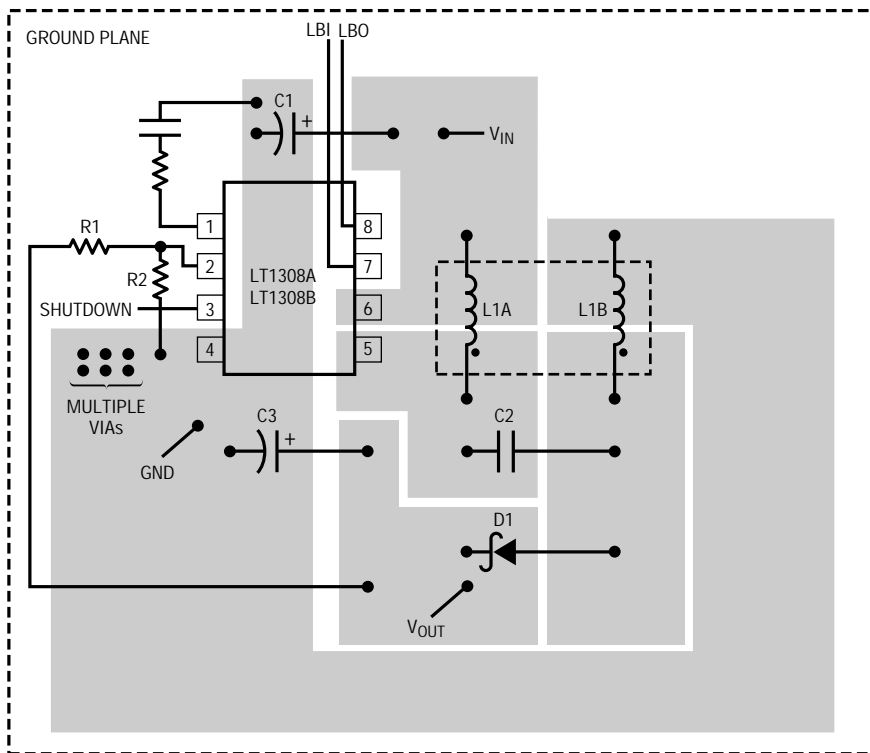 GROUND PLANE
LBI LBO
C1
+
VIN
1
8
R1
2
7
R2
LT1308A
LT1308B
SHUTDOWN
3
6
L1A
L1B
4
5
MULTIPLE
VIAs
C3
+
C2
GND
D1
VOUT